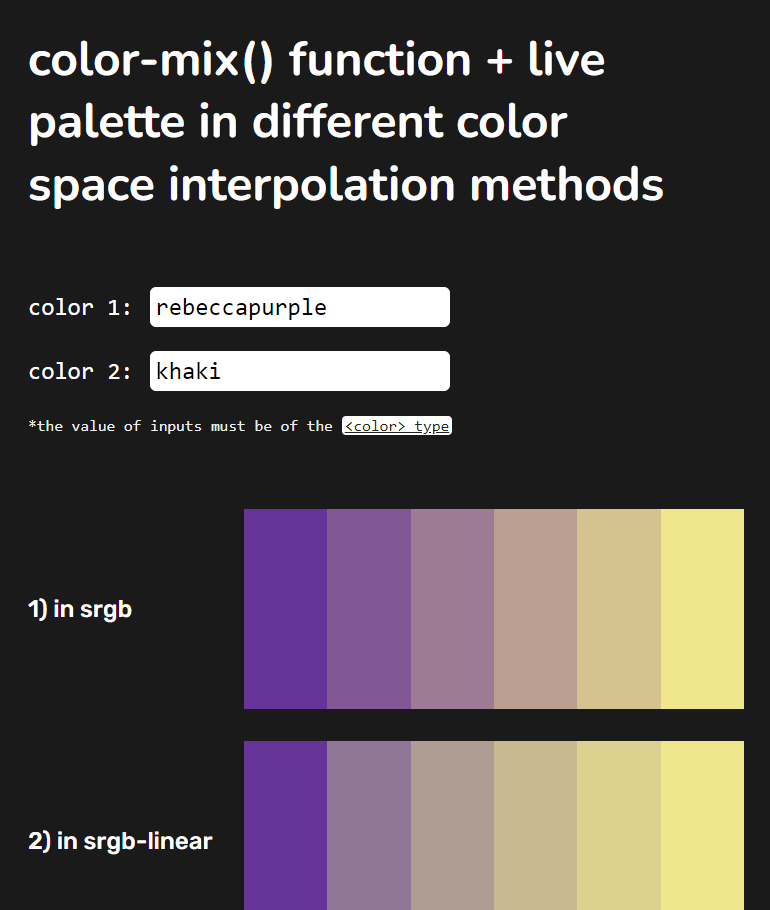 color-mix() function + live
palette in different color
space interpolation methods
color 1: rebeccapurple
color 2: khaki
*the value of inputs must be of the <color> type
1) in srgb
2) in srgb-linear